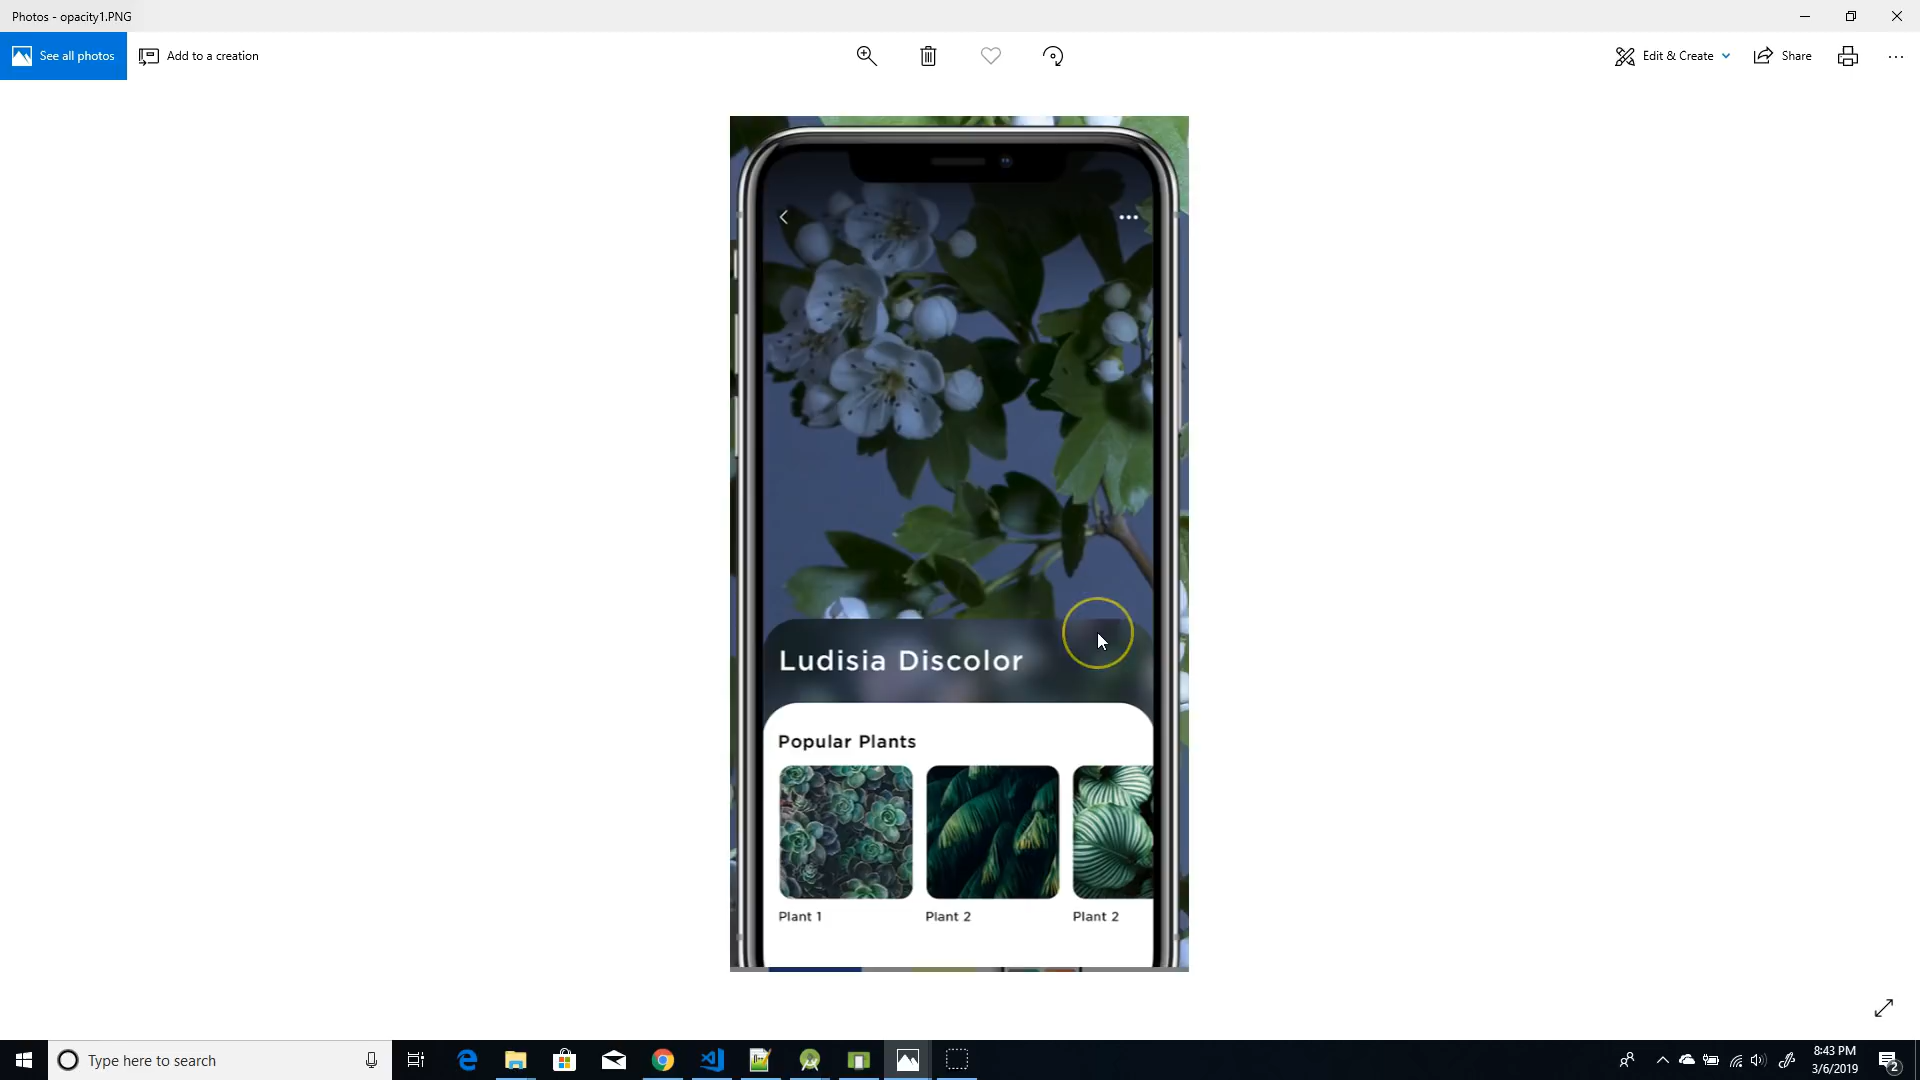 Photos - opacity1.PNG
See all photos
Add to a creation
Edit & Create
Share
Ludisia Discolor
Popular Plants
Plant 1
Plant 2
Plant 2
Type here to search
8:43 PM
3/6/2019
2